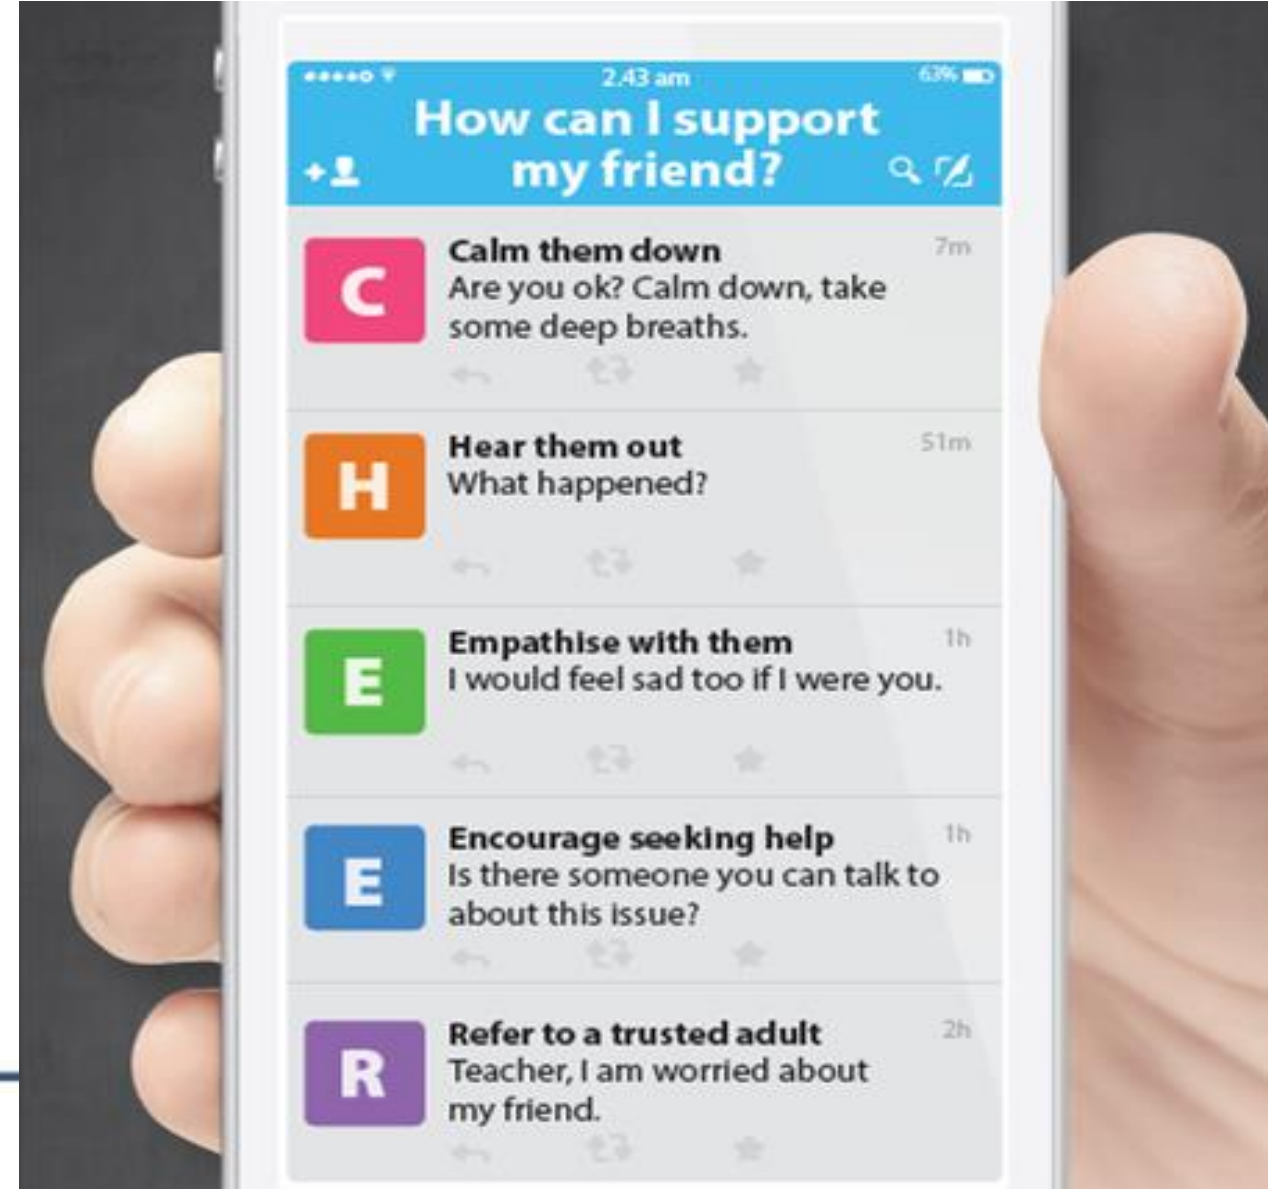 2.43 am
63%
How can I support
my friend?
C
Calm them down
7m
Are you ok? Calm down, take
some deep breaths.
H
Hear them out
51m
What happened?
E
Empathise with them
1h
I would feel sad too if I were you.
E
Encourage seeking help
1h
Is there someone you can talk to
about this issue?
R
Refer to a trusted adult
2h
Teacher, I am worried about
my friend.